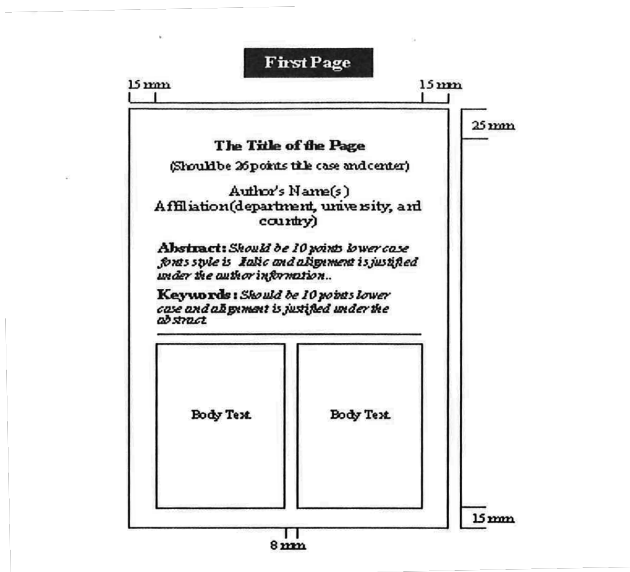 First Page
15 mm 15 mm
25 mm
The Title of the Page
(Should be 26 points title case and center)
Author's Name(s)
Affiliation(department, university, and
country)
Abstract: Should be 10 points lower case
fonts style is Italic and alignment is justified
under the author information..
Keywords: Should be 10 points lower
case and alignment is justified under the
abstract.
Body Text. Body Text.
15 mm
8 mm